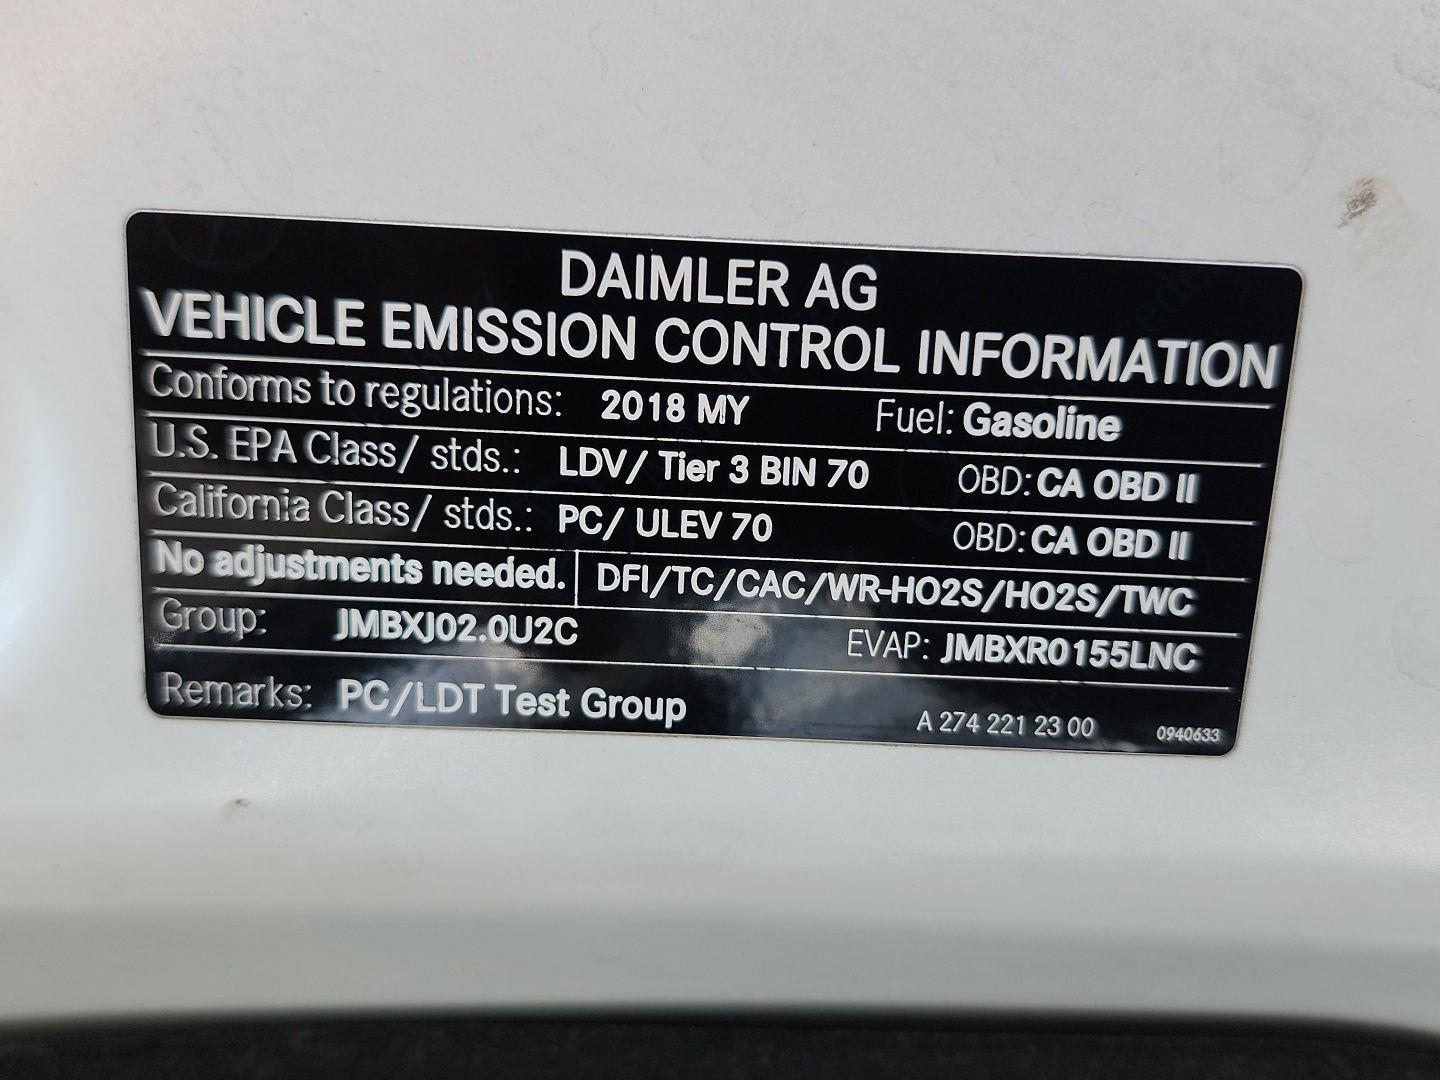 DAIMLER AG
VEHICLE EMISSION CONTROL INFORMATION
Conforms to regulations: 2018 MY Fuel: Gasoline
U.S. EPA Class/ stds.: LDV/ Tier 3 BIN 70 OBD: CA OBD II
California Class/ stds.: PC/ ULEV 70 OBD: CA OBD II
No adjustments needed. DFI/TC/CAC/WR-HO2S/HO2S/TWC
Group: JMBXJ02.0U2C EVAP: JMBXR0155LNC
Remarks: PC/LDT Test Group A 274 221 23 00 0940633